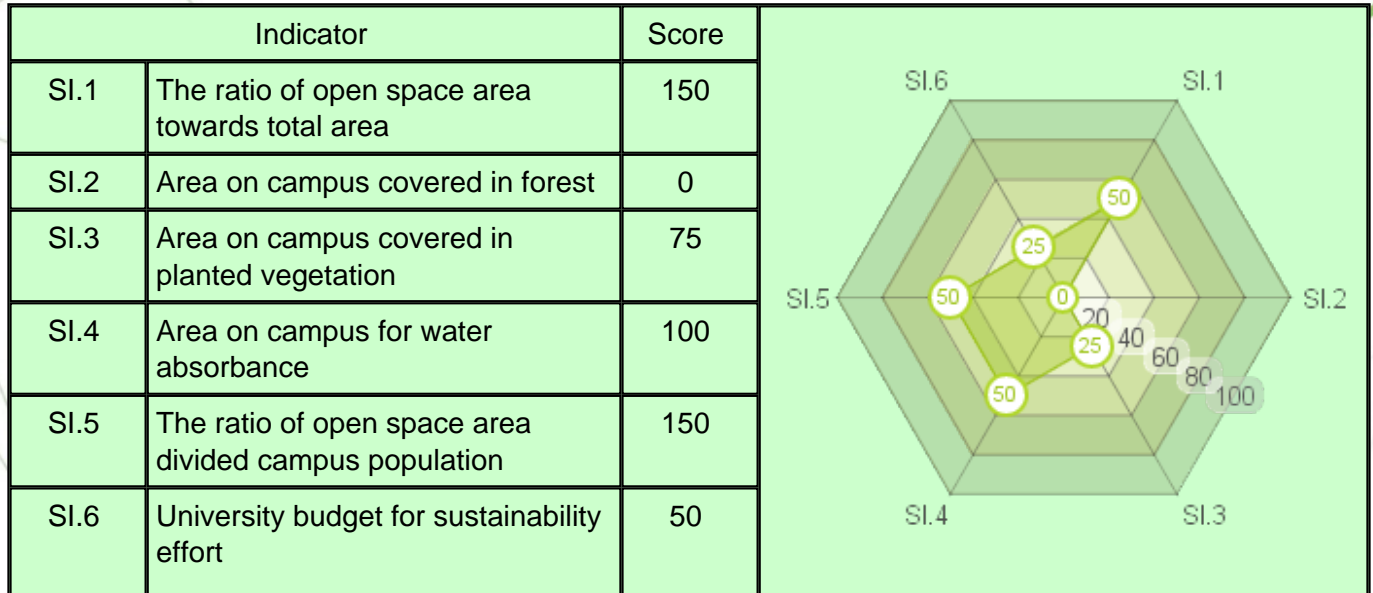 Indicator Score
SI.1 The ratio of open space area 150
towards total area
SI.2 Area on campus covered in forest 0
SI.3 Area on campus covered in 75
planted vegetation
SI.4 Area on campus for water 100
absorbance
SI.5 The ratio of open space area 150
divided campus population
SI.6 University budget for sustainability 50
effort
SI.6 SI.1
50
25
SI.5 50 0 SI.2
20
25 40
60
80
50 100
SI.4 SI.3